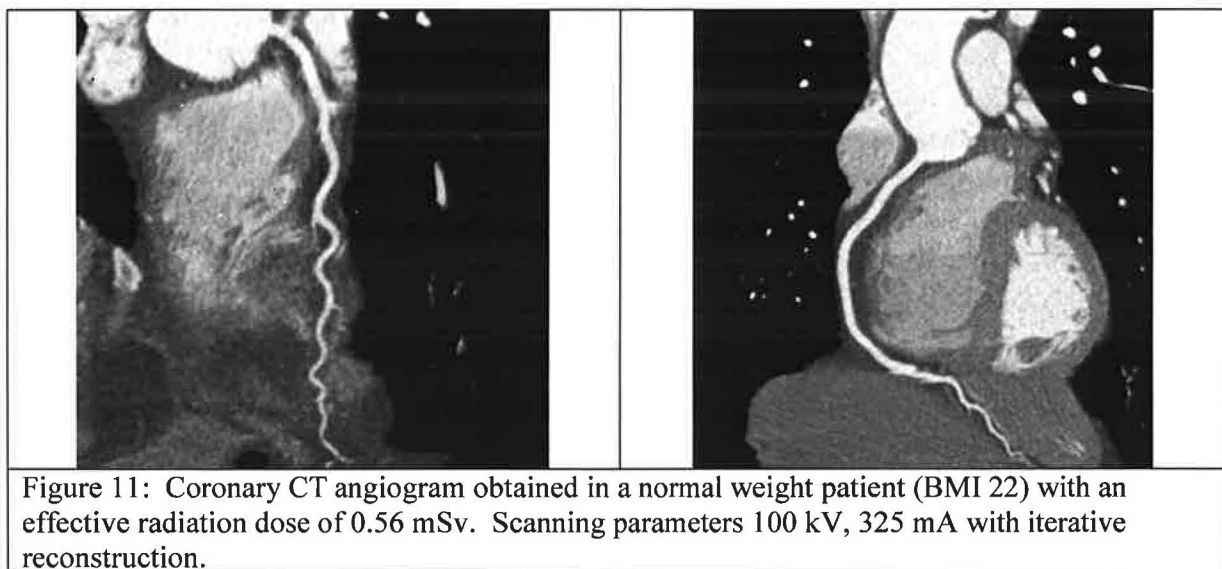 Figure 11: Coronary CT angiogram obtained in a normal weight patient (BMI 22) with an
effective radiation dose of 0.56 mSv. Scanning parameters 100 kV, 325 mA with iterative
reconstruction.